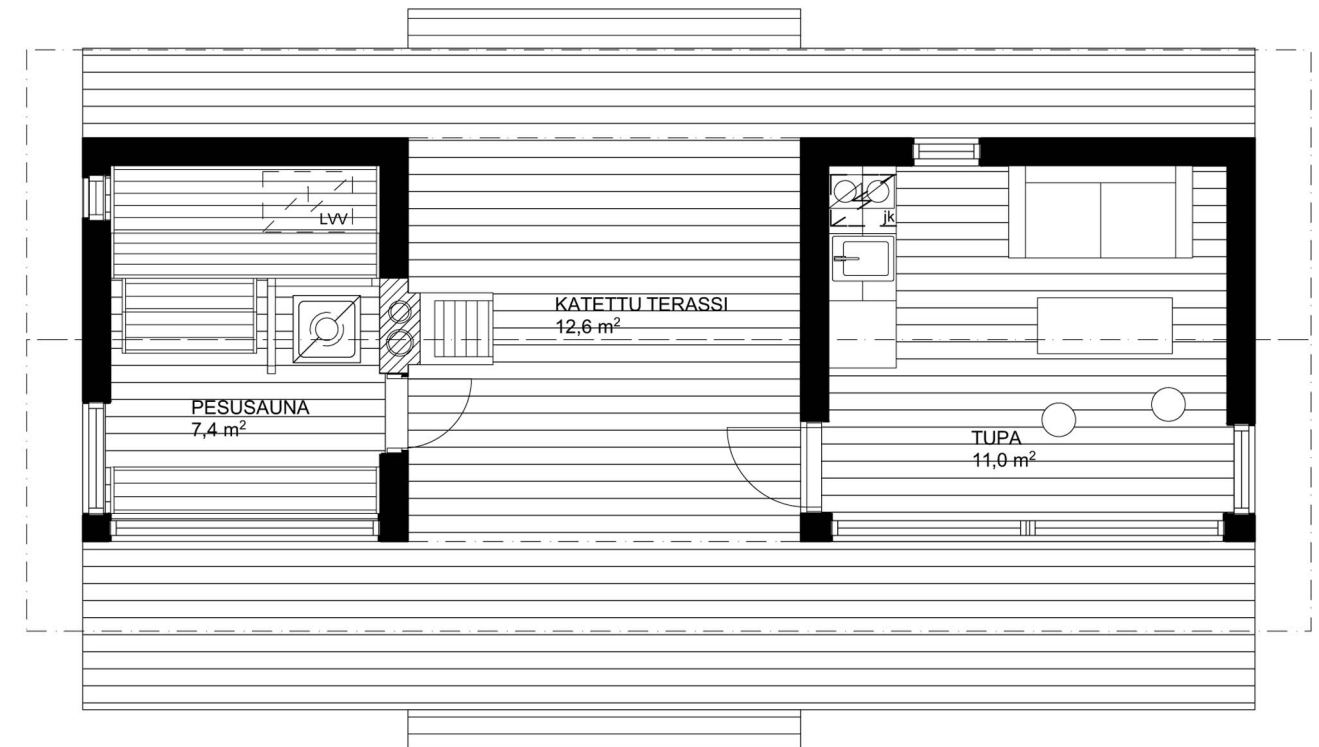 LVV
jk
KATETTU TERASSI
12,6 m²
PESUSAUNA
7,4 m²
TUPA
11,0 m²